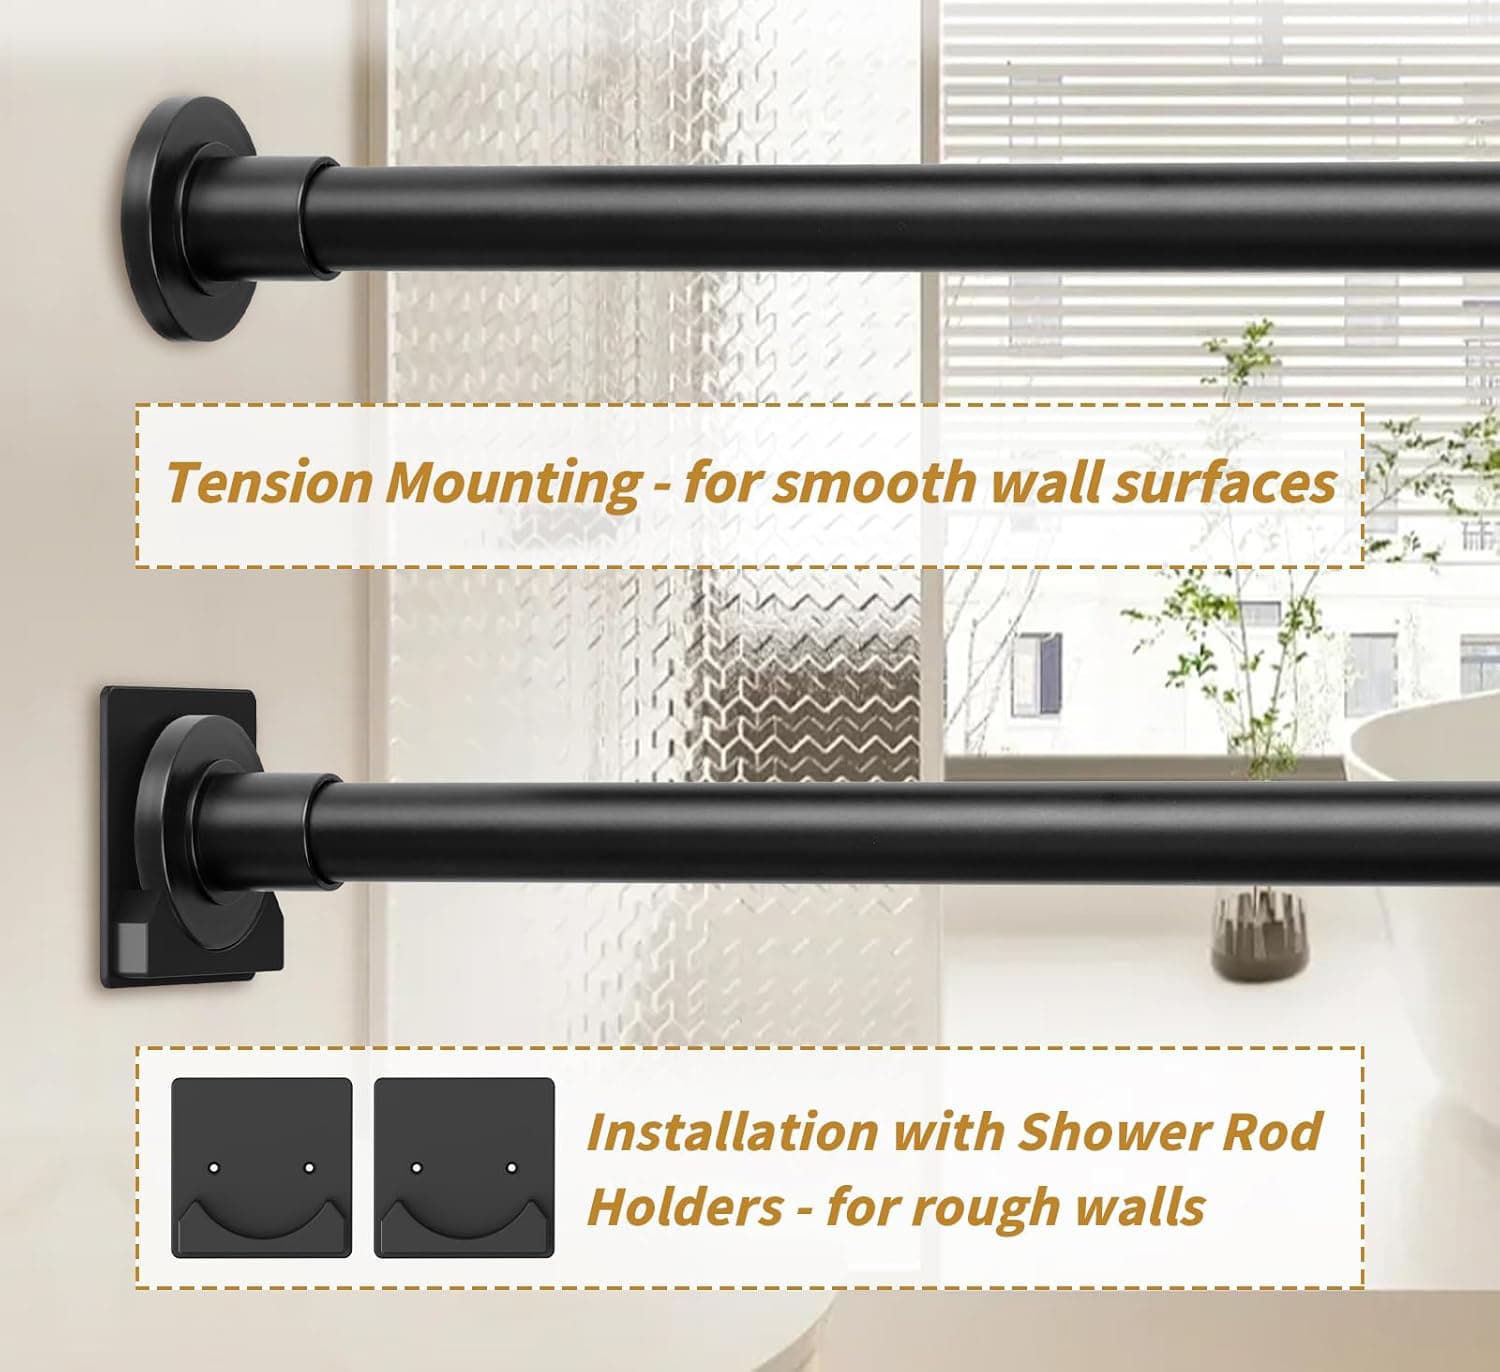 Tension Mounting - for smooth wall surfaces
Installation with Shower Rod
Holders - for rough walls